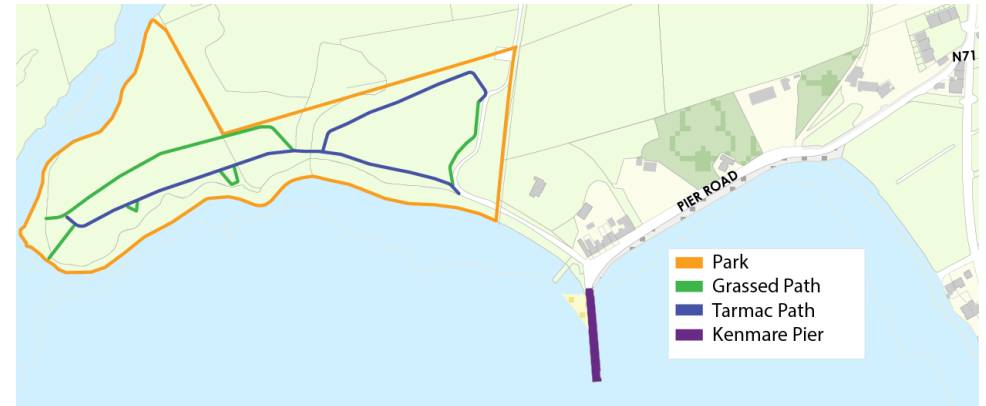 N71
PIER ROAD
Park
Grassed Path
Tarmac Path
Kenmare Pier